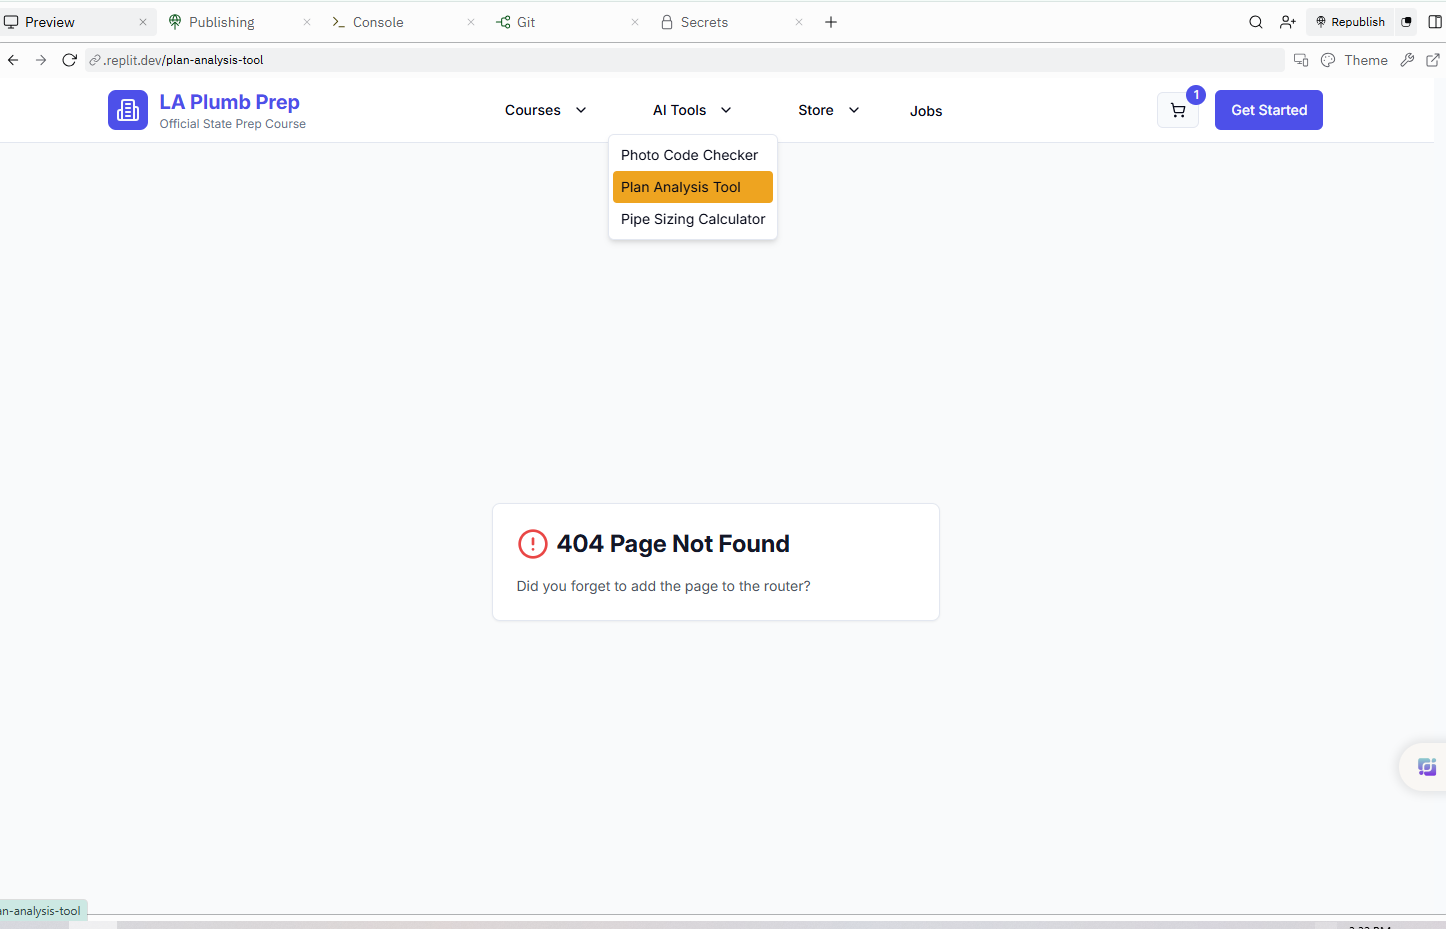 Preview
Publishing
Console
Git
Secrets
Republish
.replit.dev/plan-analysis-tool
Theme
LA Plumb Prep
Official State Prep Course
Courses
AI Tools
Store
Jobs
1
Get Started
Photo Code Checker
Plan Analysis Tool
Pipe Sizing Calculator
404 Page Not Found
Did you forget to add the page to the router?
an-analysis-tool